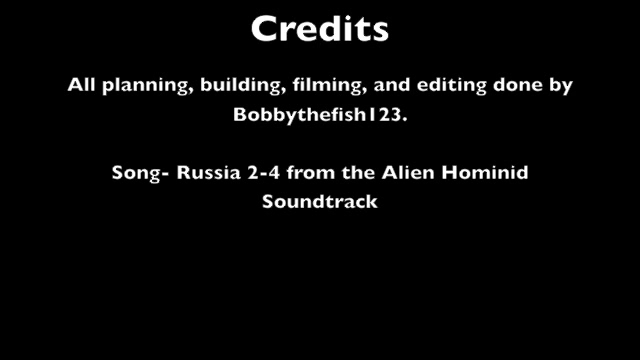 Credits
All planning, building, filming, and editing done by
Bobbythefish123.
Song- Russia 2-4 from the Alien Hominid
Soundtrack